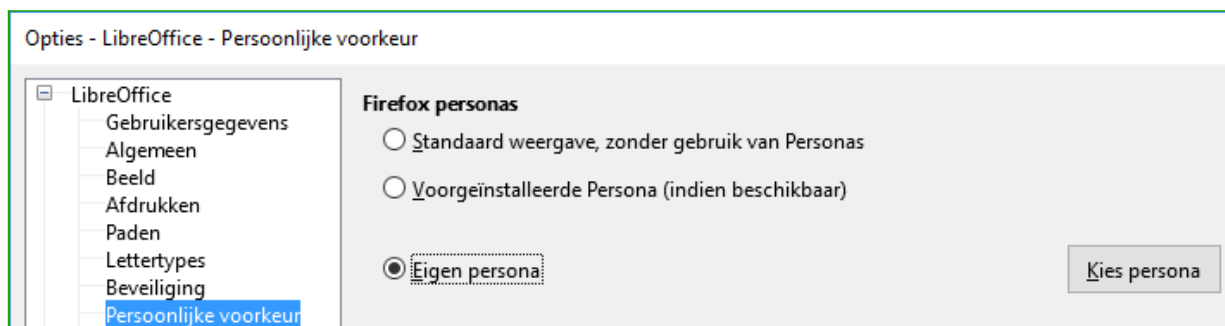 Opties - LibreOffice - Persoonlijke voorkeur
LibreOffice
Gebruikersgegevens
Algemeen
Beeld
Afdrukken
Paden
Lettertypes
Beveiliging
Persoonlijke voorkeur
Firefox personas
Standaard weergave, zonder gebruik van Personas
Voorgeïnstalleerde Persona (indien beschikbaar)
Eigen persona
Kies persona